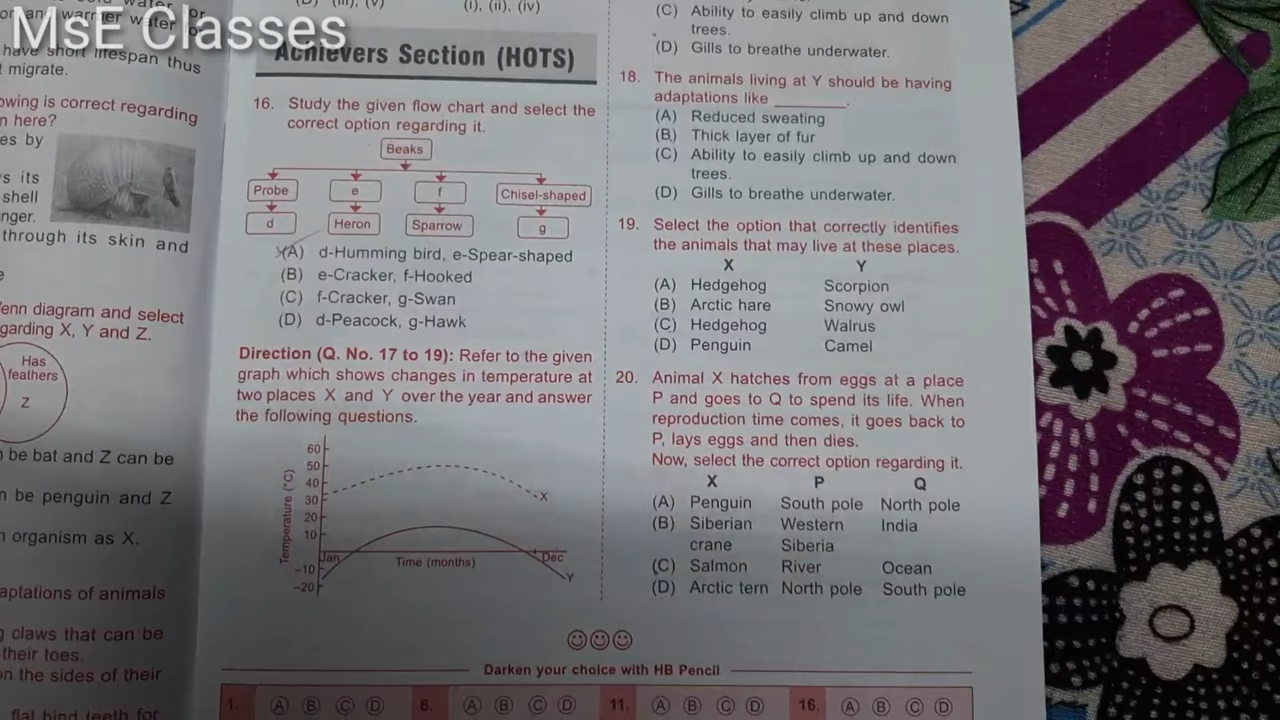 MsE Classes
have short lifespan thus
migrate.
owing is correct regarding
n here?
es by
s its
shell
nger.
through its skin and
enn diagram and select
garding X, Y and Z.
Has
feathers
Z
be bat and Z can be
n be penguin and Z
organism as X.
aptations of animals
claws that can be
their toes.
on the sides of their
flat hind teeth for
(D) (iii), (v) (i), (ii), (iv)
Achievers Section (HOTS)
16. Study the given flow chart and select the
correct option regarding it.
Beaks
Probe e f Chisel-shaped
d Heron Sparrow g
(A) d-Humming bird, e-Spear-shaped
(B) e-Cracker, f-Hooked
(C) f-Cracker, g-Swan
(D) d-Peacock, g-Hawk
Direction (Q. No. 17 to 19): Refer to the given
graph which shows changes in temperature at
two places X and Y over the year and answer
the following questions.
Temperature (°C)
60
50
40
30
20
10
–10
–20
X
Jan
Time (months)
Dec
Y
(C) Ability to easily climb up and down
trees.
(D) Gills to breathe underwater.
18. The animals living at Y should be having
adaptations like ________.
(A) Reduced sweating
(B) Thick layer of fur
(C) Ability to easily climb up and down
trees.
(D) Gills to breathe underwater.
19. Select the option that correctly identifies
the animals that may live at these places.
X Y
(A) Hedgehog Scorpion
(B) Arctic hare Snowy owl
(C) Hedgehog Walrus
(D) Penguin Camel
20. Animal X hatches from eggs at a place
P and goes to Q to spend its life. When
reproduction time comes, it goes back to
P, lays eggs and then dies.
Now, select the correct option regarding it.
X P Q
(A) Penguin South pole North pole
(B) Siberian Western India
crane Siberia
(C) Salmon River Ocean
(D) Arctic tern North pole South pole
Darken your choice with HB Pencil
1. A B C D 6. A B C D 11. A B C D 16. A B C D